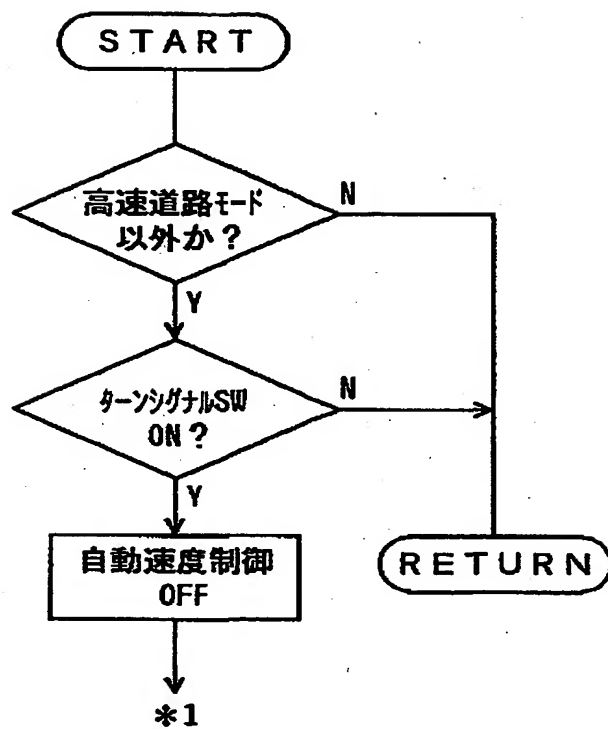 START
高速道路モード
以外か?
N
Y
ターンシグナルSW
ON?
N
Y
自動速度制御
OFF
RETURN
*1